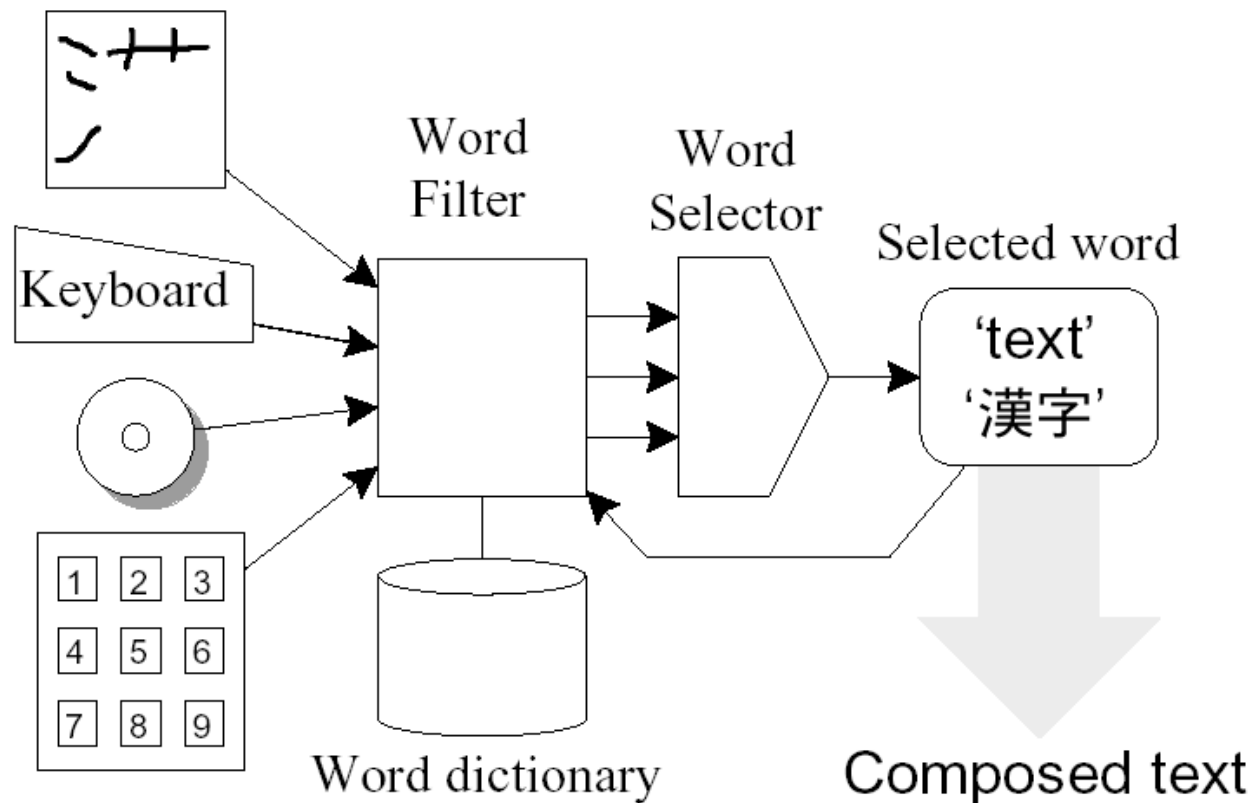 Word
Filter
Word
Selector
Selected word
Keyboard
‘text’
‘漢字’
1 2 3
4 5 6
7 8 9
Word dictionary
Composed text